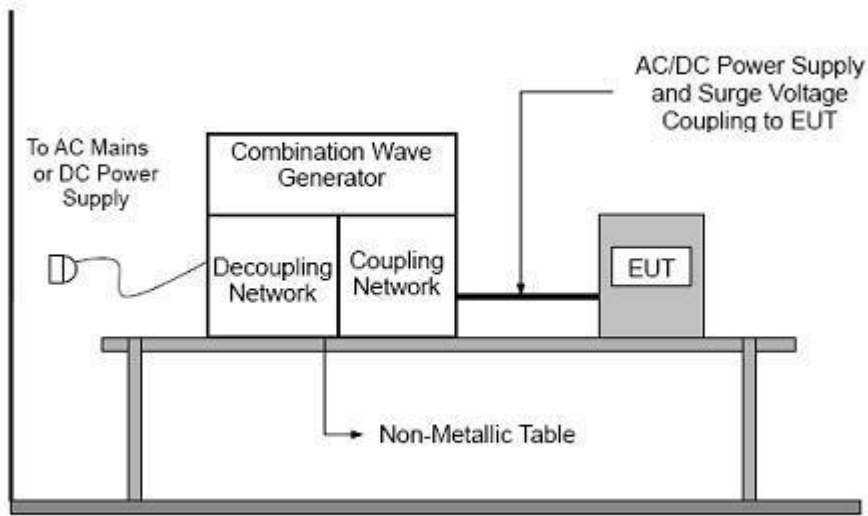 To AC Mains
or DC Power
Supply
Combination Wave
Generator
Decoupling
Network
Coupling
Network
AC/DC Power Supply
and Surge Voltage
Coupling to EUT
EUT
Non-Metallic Table